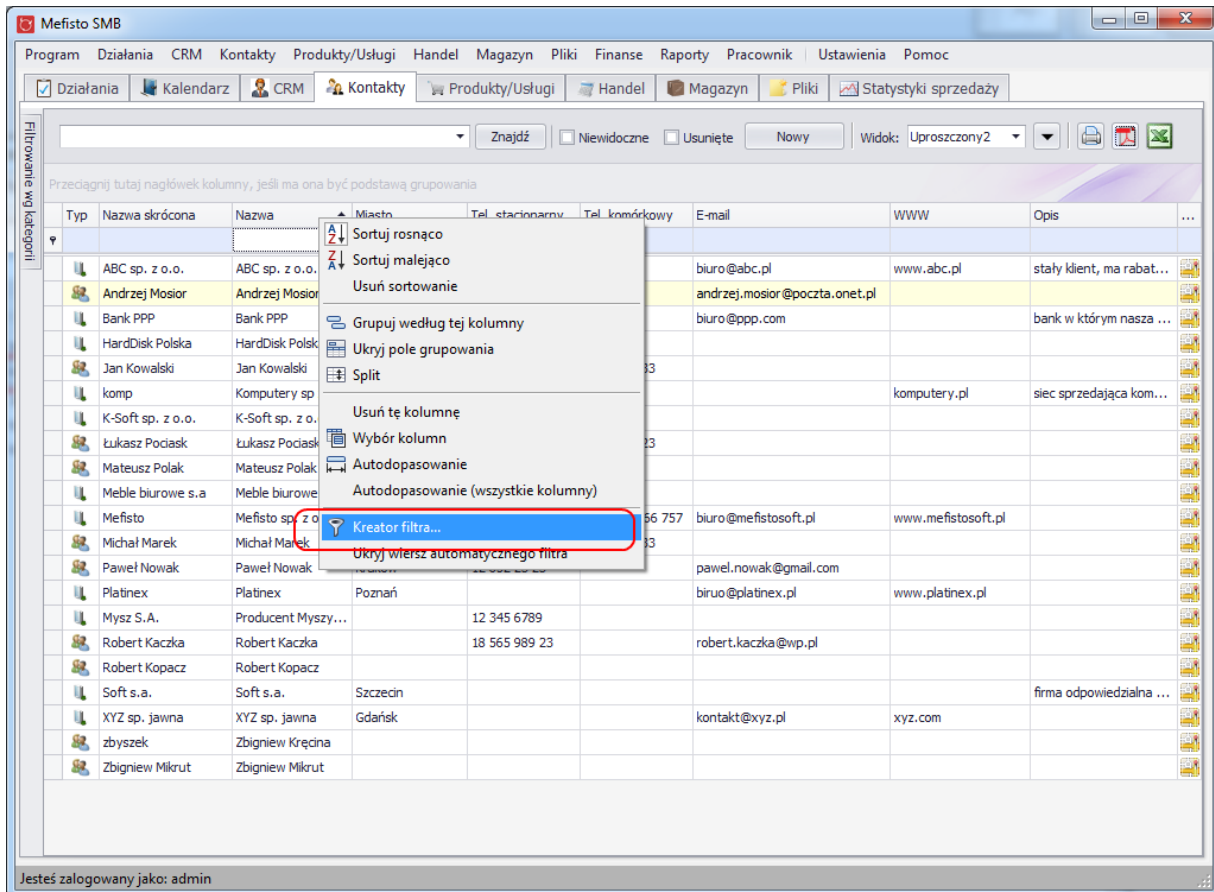 Mefisto SMB
Program Działania CRM Kontakty Produkty/Usługi Handel Magazyn Pliki Finanse Raporty Pracownik Ustawienia Pomoc
Działania Kalendarz CRM Kontakty Produkty/Usługi Handel Magazyn Pliki Statystyki sprzedaży
Filtrowanie wg kategorii
Znajdź Niewidoczne Usunięte Nowy Widok: Uproszczony2
Przeciągnij tutaj nagłówek kolumny, jeśli ma ona być podstawą grupowania
Typ Nazwa skrócona Nazwa Miasto Tel. stacjonarny Tel. komórkowy E-mail WWW Opis ...
Sortuj rosnąco
Sortuj malejąco
Usuń sortowanie
Grupuj według tej kolumny
Ukryj pole grupowania
Split
Usuń tę kolumnę
Wybór kolumn
Autodopasowanie
Autodopasowanie (wszystkie kolumny)
Kreator filtra...
Ukryj wiersz automatycznego filtra
ABC sp. z o.o. ABC sp. z o.o. biuro@abc.pl www.abc.pl stały klient, ma rabat...
Andrzej Mosior Andrzej Mosior andrzej.mosior@poczta.onet.pl
Bank PPP Bank PPP biuro@ppp.com bank w którym nasza ...
HardDisk Polska HardDisk Polsk
Jan Kowalski Jan Kowalski 33
komp Komputery sp komputery.pl siec sprzedająca kom...
K-Soft sp. z o.o. K-Soft sp. z o.
Łukasz Pociask Łukasz Pociask 23
Mateusz Polak Mateusz Polak
Meble biurowe s.a Meble biurowe
Mefisto Mefisto sp. z o 66 757 biuro@mefistosoft.pl www.mefistosoft.pl
Michał Marek Michał Marek 33
Paweł Nowak Paweł Nowak pawel.nowak@gmail.com
Platinex Platinex Poznań biruo@platinex.pl www.platinex.pl
Mysz S.A. Producent Myszy... 12 345 6789
Robert Kaczka Robert Kaczka 18 565 989 23 robert.kaczka@wp.pl
Robert Kopacz Robert Kopacz
Soft s.a. Soft s.a. Szczecin firma odpowiedzialna ...
XYZ sp. jawna XYZ sp. jawna Gdańsk kontakt@xyz.pl xyz.com
zbyszek Zbigniew Kręcina
Zbigniew Mikrut Zbigniew Mikrut
Jesteś zalogowany jako: admin